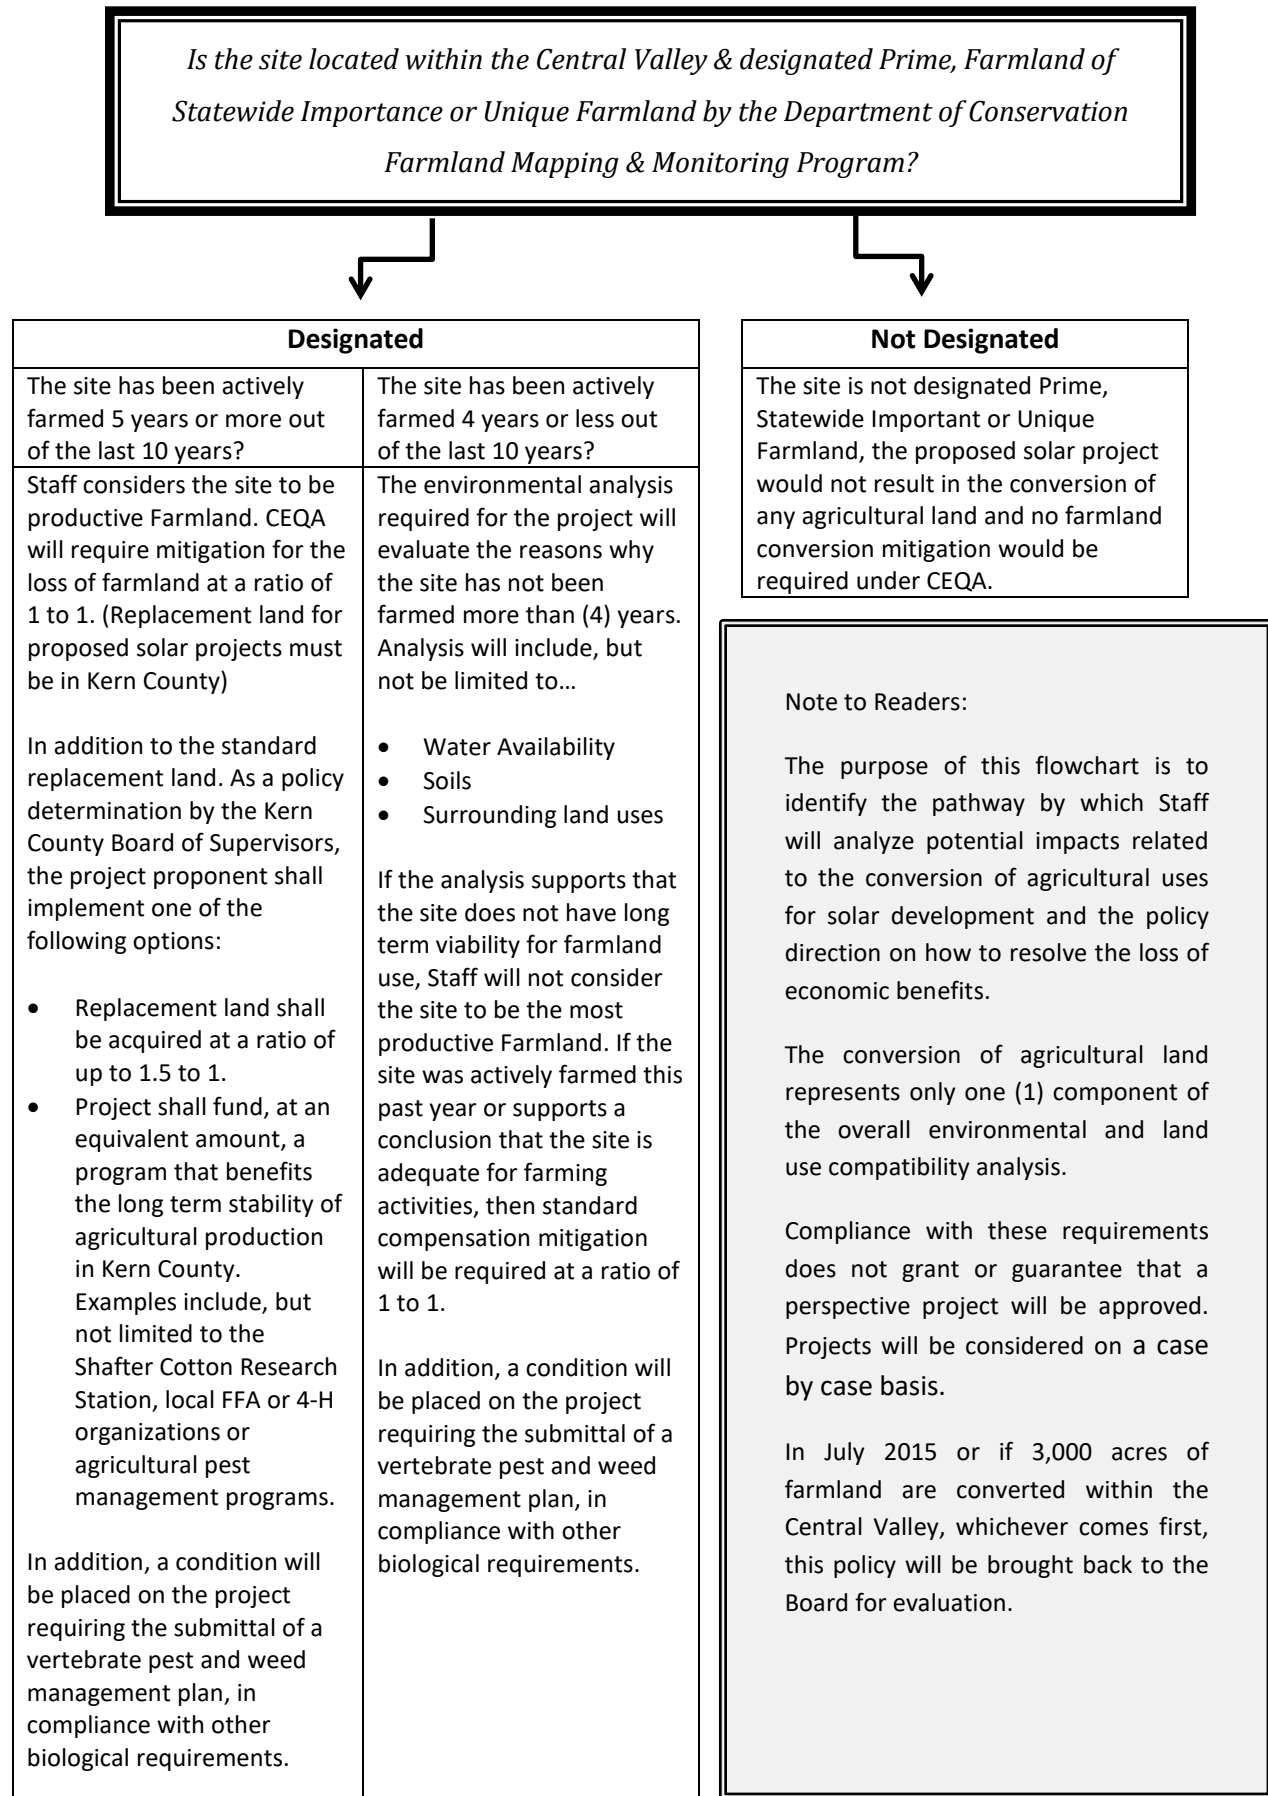 Is the site located within the Central Valley & designated Prime, Farmland of
Statewide Importance or Unique Farmland by the Department of Conservation
Farmland Mapping & Monitoring Program?
Designated
The site has been actively
farmed 5 years or more out
of the last 10 years?
Staff considers the site to be
productive Farmland. CEQA
will require mitigation for the
loss of farmland at a ratio of
1 to 1. (Replacement land for
proposed solar projects must
be in Kern County)
In addition to the standard
replacement land. As a policy
determination by the Kern
County Board of Supervisors,
the project proponent shall
implement one of the
following options:
• Replacement land shall
be acquired at a ratio of
up to 1.5 to 1.
• Project shall fund, at an
equivalent amount, a
program that benefits
the long term stability of
agricultural production
in Kern County.
Examples include, but
not limited to the
Shafter Cotton Research
Station, local FFA or 4-H
organizations or
agricultural pest
management programs.
In addition, a condition will
be placed on the project
requiring the submittal of a
vertebrate pest and weed
management plan, in
compliance with other
biological requirements.
The site has been actively
farmed 4 years or less out
of the last 10 years?
The environmental analysis
required for the project will
evaluate the reasons why
the site has not been
farmed more than (4) years.
Analysis will include, but
not be limited to…
• Water Availability
• Soils
• Surrounding land uses
If the analysis supports that
the site does not have long
term viability for farmland
use, Staff will not consider
the site to be the most
productive Farmland. If the
site was actively farmed this
past year or supports a
conclusion that the site is
adequate for farming
activities, then standard
compensation mitigation
will be required at a ratio of
1 to 1.
In addition, a condition will
be placed on the project
requiring the submittal of a
vertebrate pest and weed
management plan, in
compliance with other
biological requirements.
Not Designated
The site is not designated Prime,
Statewide Important or Unique
Farmland, the proposed solar project
would not result in the conversion of
any agricultural land and no farmland
conversion mitigation would be
required under CEQA.
Note to Readers:
The purpose of this flowchart is to
identify the pathway by which Staff
will analyze potential impacts related
to the conversion of agricultural uses
for solar development and the policy
direction on how to resolve the loss of
economic benefits.
The conversion of agricultural land
represents only one (1) component of
the overall environmental and land
use compatibility analysis.
Compliance with these requirements
does not grant or guarantee that a
perspective project will be approved.
Projects will be considered on a case
by case basis.
In July 2015 or if 3,000 acres of
farmland are converted within the
Central Valley, whichever comes first,
this policy will be brought back to the
Board for evaluation.